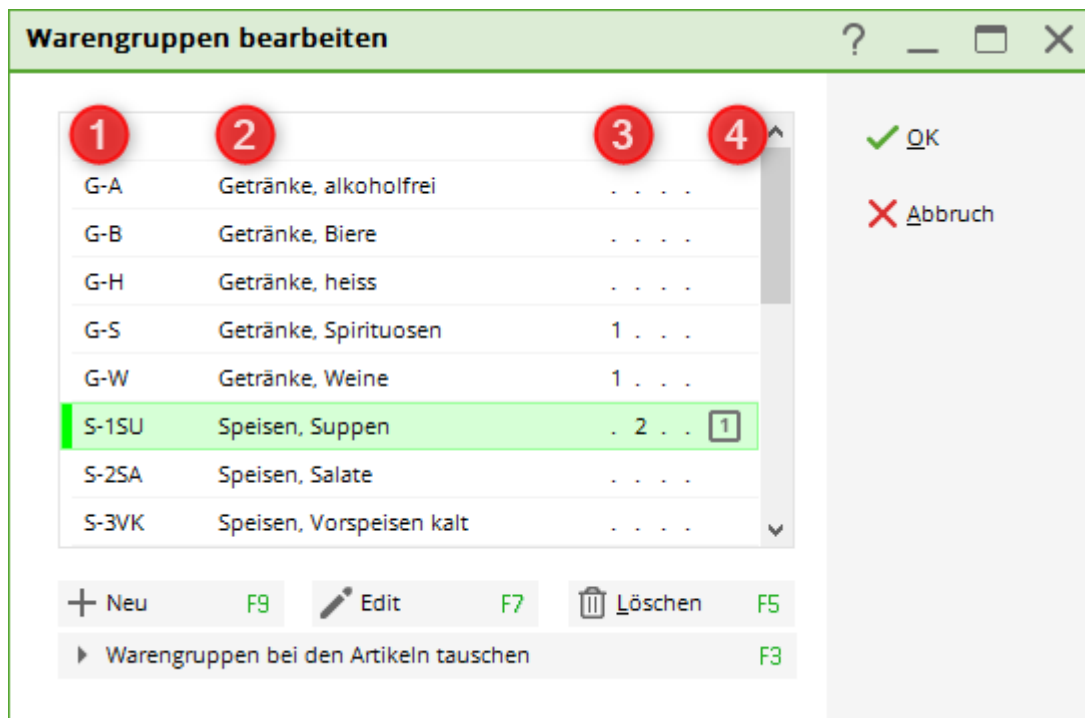 Warengruppen bearbeiten ?
1 2 3 4
OK
G-A Getränke, alkoholfrei . . . .
Abbruch
G-B Getränke, Biere . . . .
G-H Getränke, heiss . . . .
G-S Getränke, Spirituosen 1 . . .
G-W Getränke, Weine 1 . . .
S-1SU Speisen, Suppen . 2 . . 1
S-2SA Speisen, Salate . . . .
S-3VK Speisen, Vorspeisen kalt . . . .
Neu F9 Edit F7 Löschen F5
Warengruppen bei den Artikeln tauschen F3